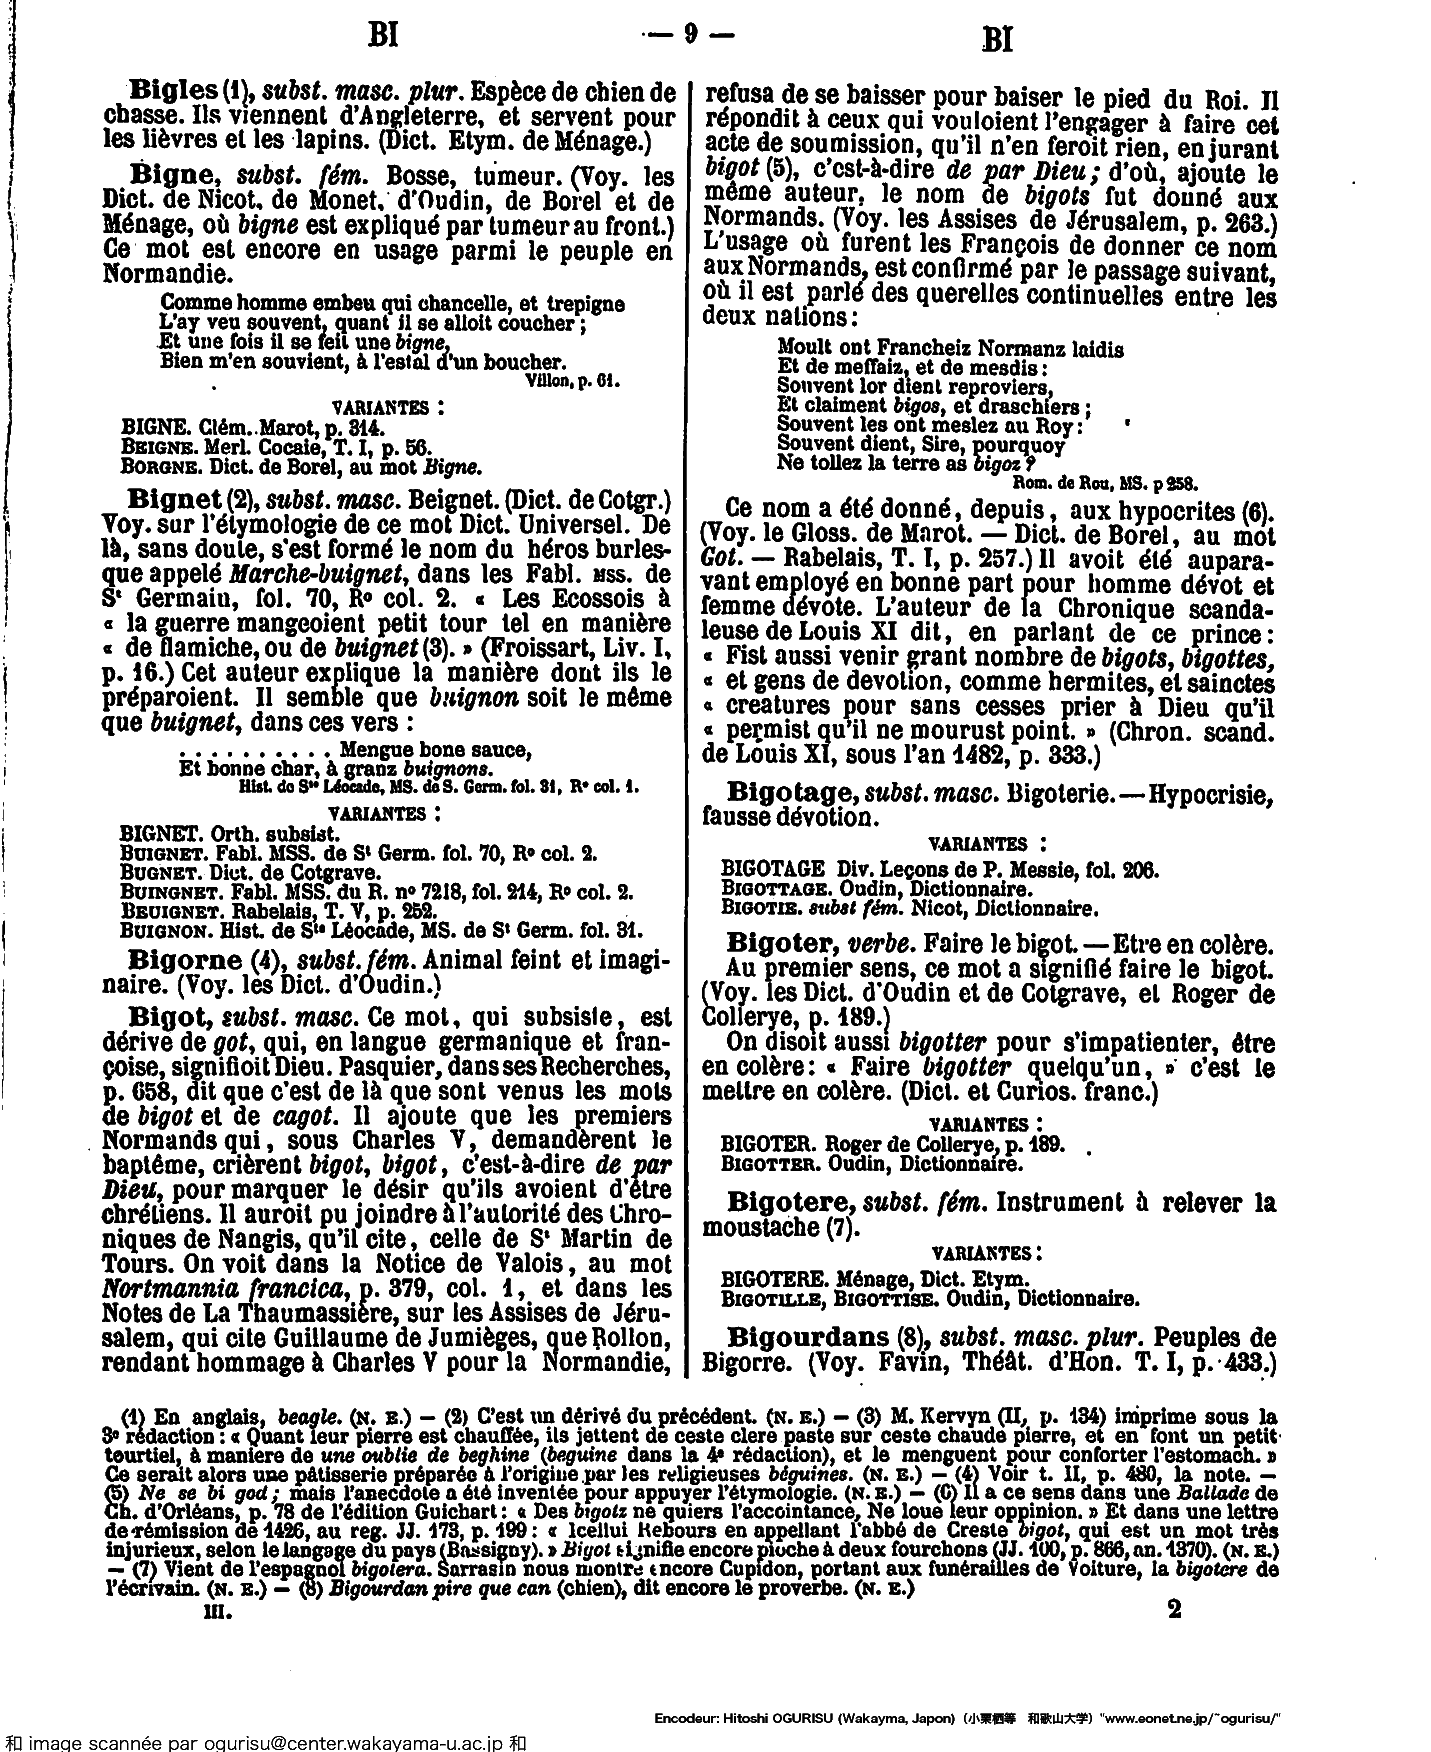 BI
— 9 —
BI
Bigles (1), subst. masc. plur. Espèce de chien de
chasse. Ils viennent d'Angleterre, et servent pour
les lièvres et les lapins. (Dict. Etym. de Ménage.)
Bigne, subst. fém. Bosse, tumeur. (Voy. les
Dict. de Nicot, de Monet, d'Oudin, de Borel et de
Ménage, où bigne est expliqué par tumeur au front.)
Ce mot est encore en usage parmi le peuple en
Normandie.
Comme homme embeu qui chancelle, et trepigne
L'ay veu souvent, quant il se alloit coucher ;
Et une fois il se feit une bigne,
Bien m'en souvient, à l'estal d'un boucher.
Villon, p. 61.
VARIANTES :
BIGNE. Clém. Marot, p. 314.
BEIGNE. Merl. Cocaie, T. I, p. 56.
BORGNE. Dict. de Borel, au mot Bigne.
Bignet (2), subst. masc. Beignet. (Dict. de Cotgr.)
Voy. sur l'étymologie de ce mot Dict. Universel. De
là, sans doute, s'est formé le nom du héros burles-
que appelé Marche-buignet, dans les Fabl. MSS. de
St Germain, fol. 70, Ro col. 2. « Les Ecossois à
« la guerre mangeoient petit tour tel en manière
« de flamiche, ou de buignet (3). » (Froissart, Liv. I,
p. 16.) Cet auteur explique la manière dont ils le
préparoient. Il semble que buignon soit le même
que buignet, dans ces vers :
. . . . . . . . . . Mengue bone sauce,
Et bonne char, à granz buignons.
Hist. de Ste Léocade, MS. de S. Germ. fol. 31, Ro col. 1.
VARIANTES :
BIGNET. Orth. subsist.
BUIGNET. Fabl. MSS. de St Germ. fol. 70, Ro col. 2.
BUGNET. Dict. de Cotgrave.
BUINGNET. Fabl. MSS. du R. no 7218, fol. 214, Ro col. 2.
BEUIGNET. Rabelais, T. V, p. 252.
BUIGNON. Hist. de Ste Léocade, MS. de St Germ. fol. 31.
Bigorne (4), subst. fém. Animal feint et imagi-
naire. (Voy. les Dict. d'Oudin.)
Bigot, subst. masc. Ce mot, qui subsiste, est
dérive de got, qui, en langue germanique et fran-
çoise, signifioit Dieu. Pasquier, dans ses Recherches,
p. 658, dit que c'est de là que sont venus les mots
de bigot et de cagot. Il ajoute que les premiers
Normands qui, sous Charles V, demandèrent le
baptême, crièrent bigot, bigot, c'est-à-dire de par
Dieu, pour marquer le désir qu'ils avoient d'être
chrétiens. Il auroit pu joindre à l'autorité des Chro-
niques de Nangis, qu'il cite, celle de St Martin de
Tours. On voit dans la Notice de Valois, au mot
Nortmannia francica, p. 379, col. 1, et dans les
Notes de La Thaumassière, sur les Assises de Jéru-
salem, qui cite Guillaume de Jumièges, que Rollon,
rendant hommage à Charles V pour la Normandie,
refusa de se baisser pour baiser le pied du Roi. Il
répondit à ceux qui vouloient l'engager à faire cet
acte de soumission, qu'il n'en feroit rien, en jurant
bigot (5), c'est-à-dire de par Dieu ; d'où, ajoute le
même auteur, le nom de bigots fut donné aux
Normands. (Voy. les Assises de Jérusalem, p. 263.)
L'usage où furent les François de donner ce nom
aux Normands, est confirmé par le passage suivant,
où il est parlé des querelles continuelles entre les
deux nations :
Moult ont Francheiz Normanz laidis
Et de meffaiz, et de mesdis :
Souvent lor dient reproviers,
Et claiment bigos, et draschiers ;
Souvent les ont meslez au Roy :
Souvent dient, Sire, pourquoy
Ne tollez la terre as bigoz ?
Rom. de Rou, MS. p 258.
Ce nom a été donné, depuis, aux hypocrites (6).
(Voy. le Gloss. de Marot. — Dict. de Borel, au mot
Got. — Rabelais, T. I, p. 257.) Il avoit été aupara-
vant employé en bonne part pour homme dévot et
femme dévote. L'auteur de la Chronique scanda-
leuse de Louis XI dit, en parlant de ce prince :
« Fist aussi venir grant nombre de bigots, bigottes,
« et gens de devotion, comme hermites, et sainctes
« creatures pour sans cesses prier à Dieu qu'il
« permist qu'il ne mourust point. » (Chron. scand.
de Louis XI, sous l'an 1482, p. 333.)
Bigotage, subst. masc. Bigoterie. — Hypocrisie,
fausse dévotion.
VARIANTES :
BIGOTAGE Div. Leçons de P. Messie, fol. 206.
BIGOTTAGE. Oudin, Dictionnaire.
BIGOTIE. subst fém. Nicot, Dictionnaire.
Bigoter, verbe. Faire le bigot. — Etre en colère.
Au premier sens, ce mot a signifié faire le bigot.
(Voy. les Dict. d'Oudin et de Cotgrave, et Roger de
Collerye, p. 189.)
On disoit aussi bigotter pour s'impatienter, être
en colère : « Faire bigotter quelqu'un, » c'est le
mettre en colère. (Dict. et Curios. franc.)
VARIANTES :
BIGOTER. Roger de Collerye, p. 189.
BIGOTTER. Oudin, Dictionnaire.
Bigotere, subst. fém. Instrument à relever la
moustache (7).
VARIANTES :
BIGOTERE. Ménage, Dict. Etym.
BIGOTILLE, BIGOTTISE. Oudin, Dictionnaire.
Bigourdans (8), subst. masc. plur. Peuples de
Bigorre. (Voy. Favin, Théât. d'Hon. T. I, p. 433.)
(1) En anglais, beagle. (N. E.) — (2) C'est un dérivé du précédent. (N. E.) — (3) M. Kervyn (II, p. 134) imprime sous la
3e rédaction : « Quant leur pierre est chauffée, ils jettent de ceste clere paste sur ceste chaude pierre, et en font un petit
tourtiel, à maniere de une oublie de beghine (beguine dans la 4e rédaction), et le menguent pour conforter l'estomach. »
Ce serait alors une pâtisserie préparée à l'origine par les religieuses béguines. (N. E.) — (4) Voir t. II, p. 480, la note. —
(5) Ne se bi god ; mais l'anecdote a été inventée pour appuyer l'étymologie. (N. E.) — (6) Il a ce sens dans une Ballade de
Ch. d'Orléans, p. 78 de l'édition Guichart : « Des bigotz ne quiers l'accointance, Ne loue leur oppinion. » Et dans une lettre
de rémission de 1426, au reg. JJ. 173, p. 199 : « Icellui Rebours en appellant l'abbé de Creste bigot, qui est un mot très
injurieux, selon le langage du pays (Bassigny). » Bigot signifie encore pioche à deux fourchons (JJ. 100, p. 866, an. 1370). (N. E.)
— (7) Vient de l'espagnol bigotera. Sarrasin nous montre encore Cupidon, portant aux funérailles de Voiture, la bigotere de
l'écrivain. (N. E.) — (8) Bigourdan pire que can (chien), dit encore le proverbe. (N. E.)
III.
2
Encodeur: Hitoshi OGURISU (Wakayma, Japon) (小栗栖等 和歌山大学) "www.eonet.ne.jp/~ogurisu/"
和 image scannée par ogurisu@center.wakayama-u.ac.jp 和